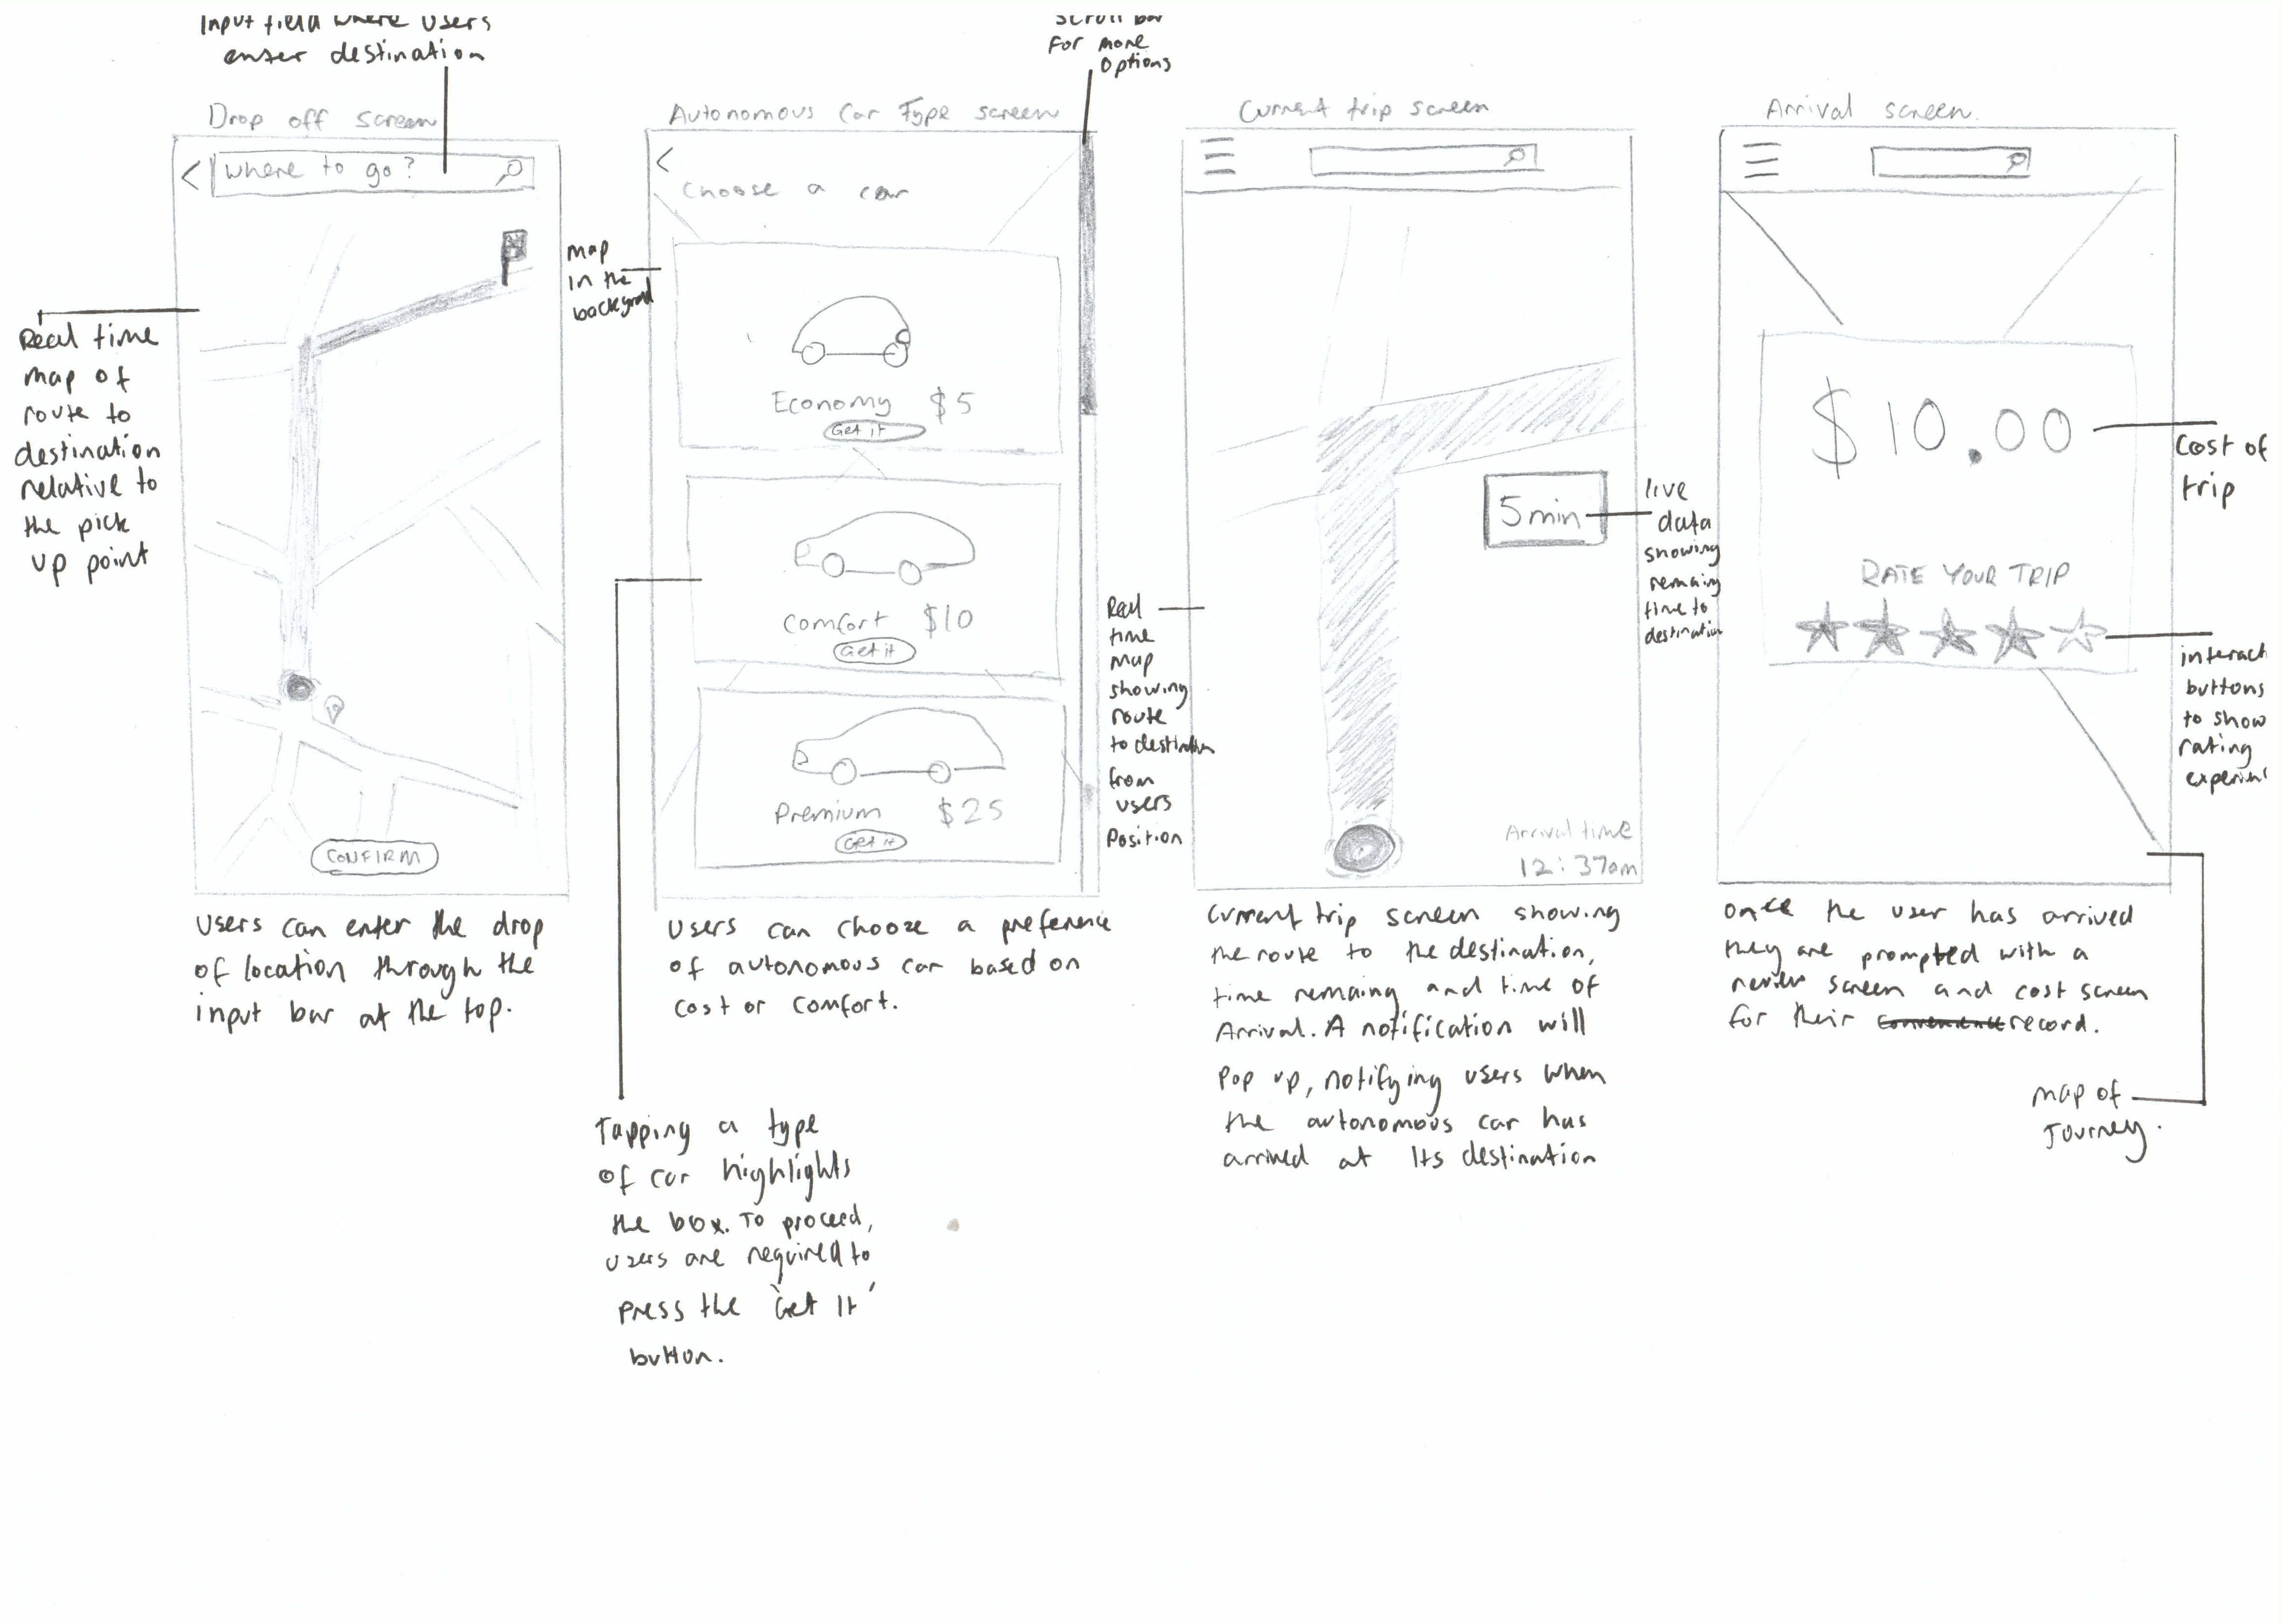 Input field where users
enter destination
Drop off screen
where to go?
Real time
map of
route to
destination
relative to
the pick
up point
CONFIRM
Users can enter the drop
of location through the
input bar at the top.
Scroll bar
for more
options
Autonomous Car Type screen
Choose a car
map
in the
Economy $5
Get it
Comfort $10
Get it
Premium $25
Get it
Users can choose a preference
of autonomous car based on
cost or comfort.
Tapping a type
of car highlights
the box. To proceed,
users are required to
press the 'Get It'
button.
Current trip screen
5 min
live
data
showing
time to
destination
Real
time
map
showing
route
to destination
from
users
Position
Arrival time
12:37am
Current trip screen showing
the route to the destination,
time remaing and time of
Arrival. A notification will
Pop up, notifying users when
the autonomous car has
arrived at its destination
Arrival screen
$10.00
Cost of
trip
RATE YOUR TRIP
interact
buttons
to show
rating
Once the user has arrived
they are prompted with a
review screen and cost screen
for their record.
map of
Journey.